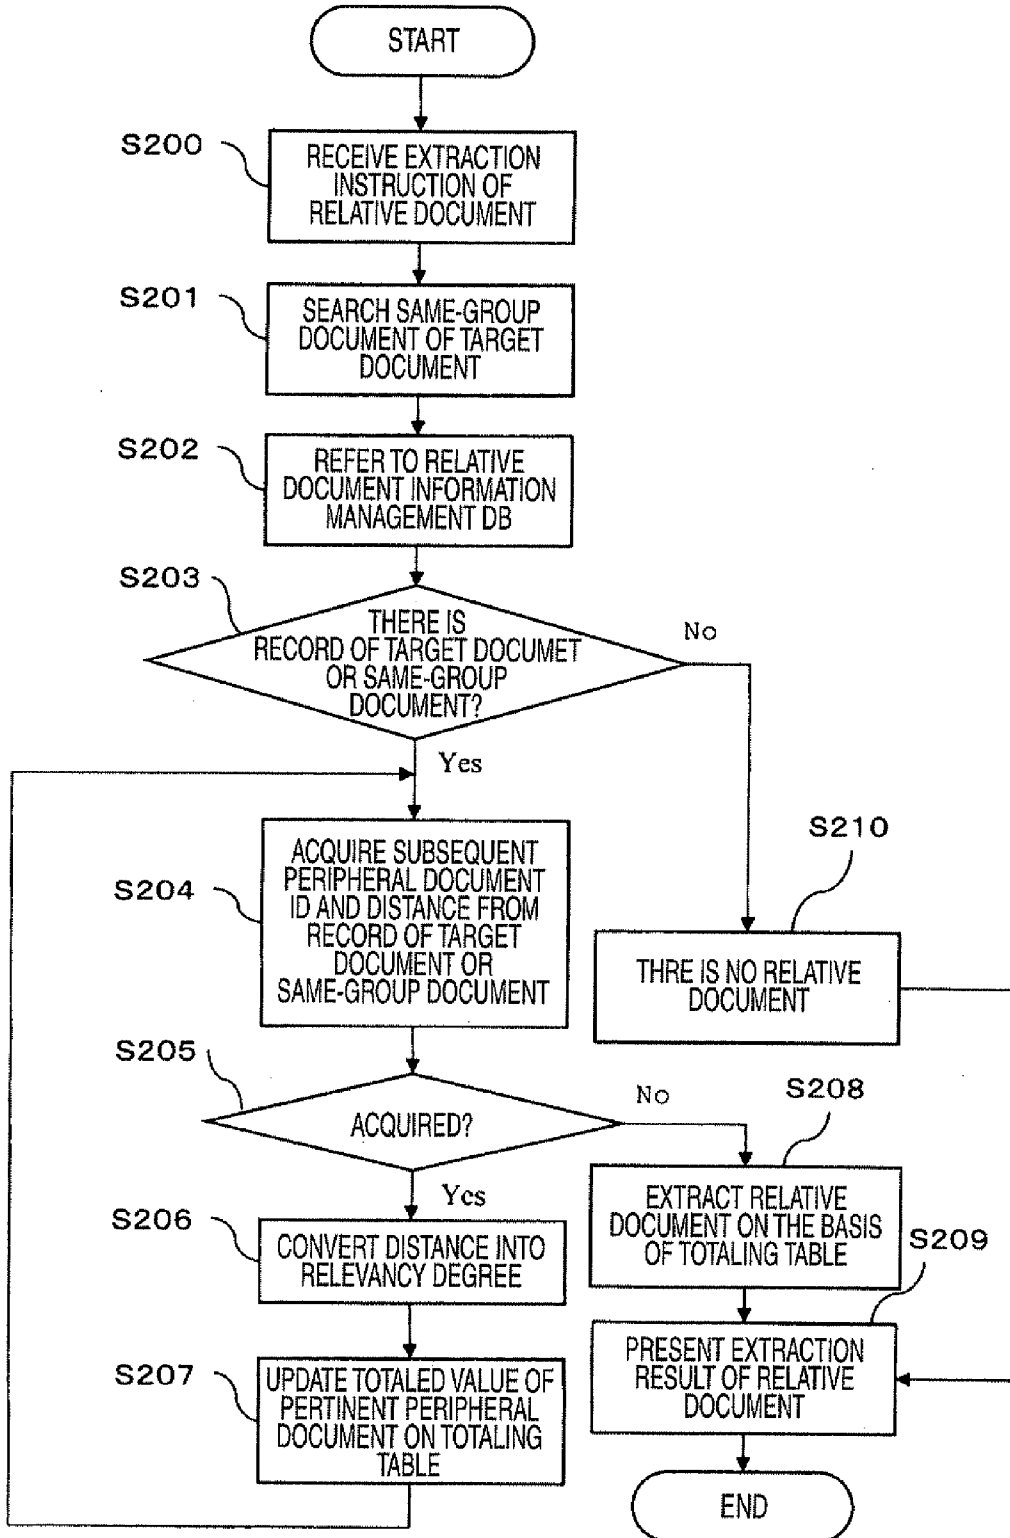 START
S200
RECEIVE EXTRACTION
INSTRUCTION OF
RELATIVE DOCUMENT
S201
SEARCH SAME-GROUP
DOCUMENT OF TARGET
DOCUMENT
S202
REFER TO RELATIVE
DOCUMENT INFORMATION
MANAGEMENT DB
S203
THERE IS
RECORD OF TARGET DOCUMET
OR SAME-GROUP
DOCUMENT?
No
Yes
S204
ACQUIRE SUBSEQUENT
PERIPHERAL DOCUMENT
ID AND DISTANCE FROM
RECORD OF TARGET
DOCUMENT OR
SAME-GROUP DOCUMENT
S210
THRE IS NO RELATIVE
DOCUMENT
S205
ACQUIRED?
No
Yes
S206
CONVERT DISTANCE INTO
RELEVANCY DEGREE
S207
UPDATE TOTALED VALUE OF
PERTINENT PERIPHERAL
DOCUMENT ON TOTALING
TABLE
S208
EXTRACT RELATIVE
DOCUMENT ON THE BASIS
OF TOTALING TABLE
S209
PRESENT EXTRACTION
RESULT OF RELATIVE
DOCUMENT
END